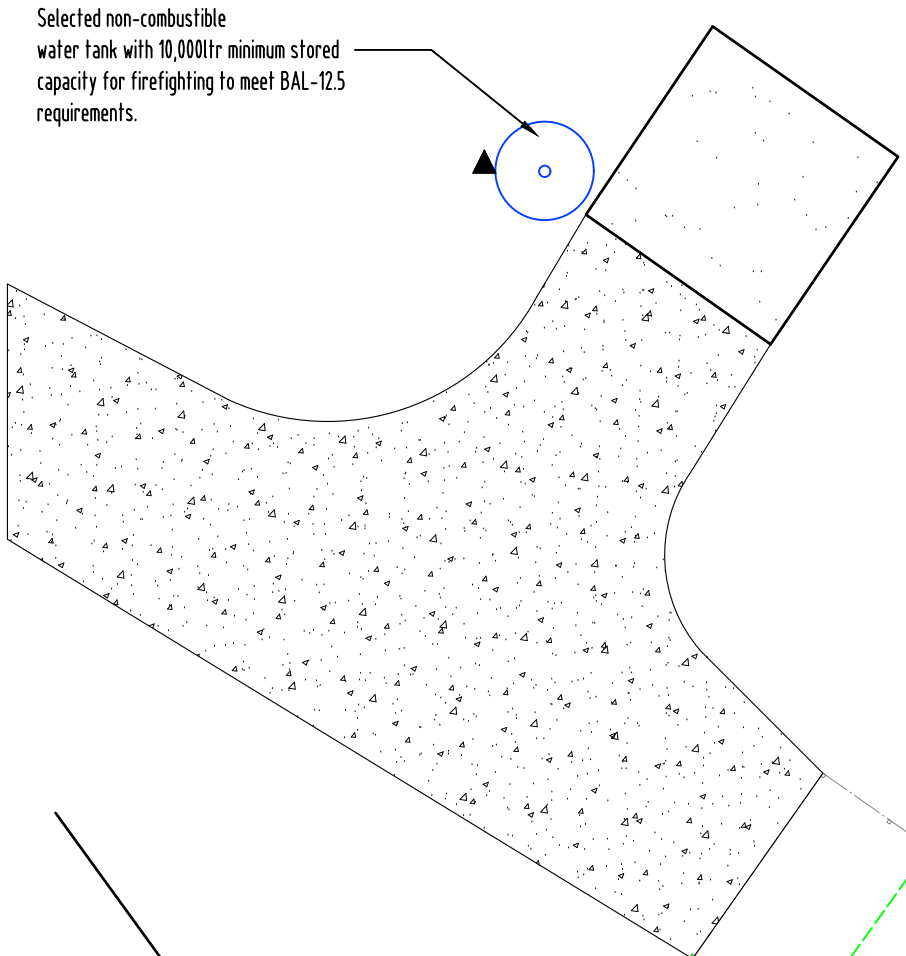 Selected non-combustible
water tank with 10,000ltr minimum stored
capacity for firefighting to meet BAL-12.5
requirements.